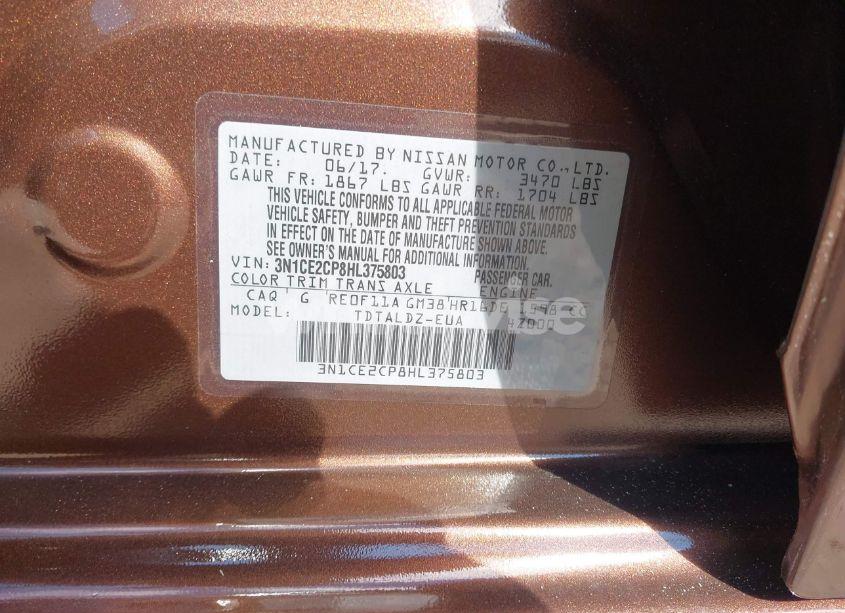 MANUFACTURED BY NISSAN MOTOR CO., LTD.
DATE: 06/17. GVWR: 3470 LBS
GAWR FR: 1867 LBS GAWR RR: 1704 LBS
THIS VEHICLE CONFORMS TO ALL APPLICABLE FEDERAL MOTOR
VEHICLE SAFETY, BUMPER AND THEFT PREVENTION STANDARDS
IN EFFECT ON THE DATE OF MANUFACTURE SHOWN ABOVE.
SEE OWNER'S MANUAL FOR ADDITIONAL INFORMATION.
VIN: 3N1CE2CP8HL375803 PASSENGER CAR.
COLOR TRIM TRANS AXLE ENGINE
CAQ G RE0F11A GM38 HR16DE 1598 CC
MODEL: TDTALDZ-EUA 42000
3N1CE2CP8HL375803